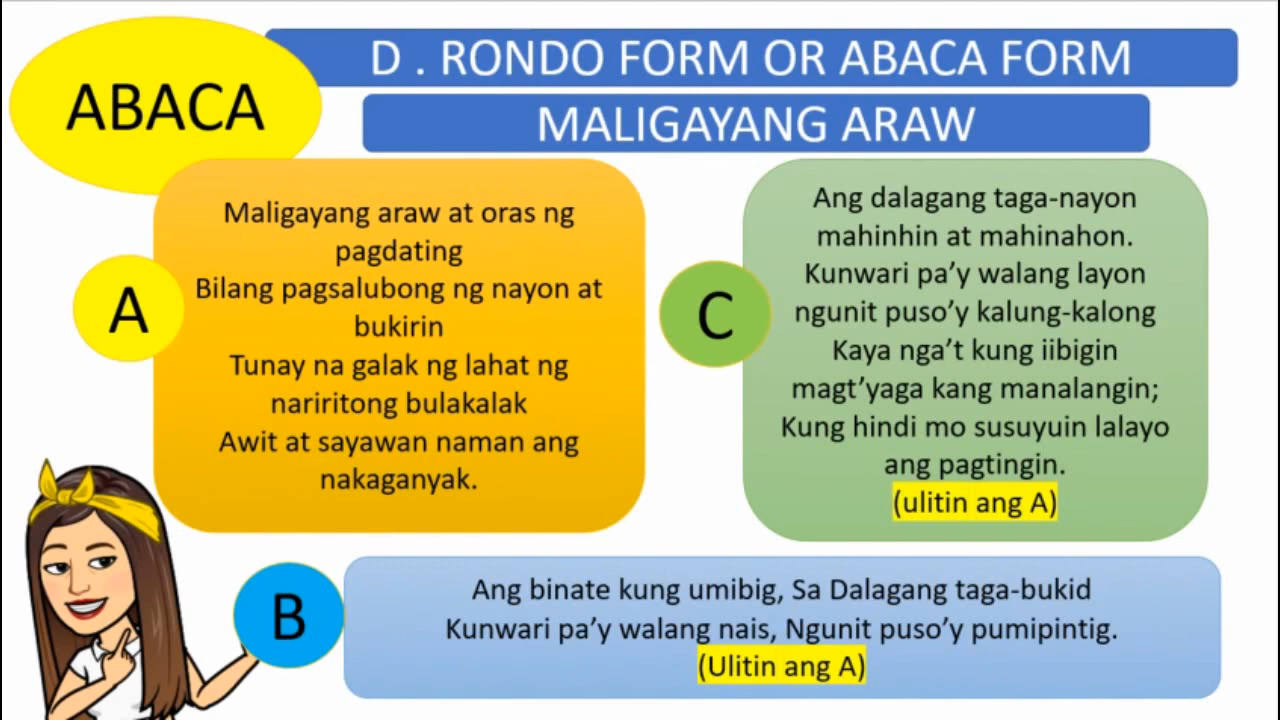 ABACA
D . RONDO FORM OR ABACA FORM
MALIGAYANG ARAW
A
Maligayang araw at oras ng
pagdating
Bilang pagsalubong ng nayon at
bukirin
Tunay na galak ng lahat ng
nariritong bulakalak
Awit at sayawan naman ang
nakaganyak.
B
Ang binate kung umibig, Sa Dalagang taga-bukid
Kunwari pa’y walang nais, Ngunit puso’y pumipintig.
(Ulitin ang A)
C
Ang dalagang taga-nayon
mahinhin at mahinahon.
Kunwari pa’y walang layon
ngunit puso’y kalung-kalong
Kaya nga’t kung iibigin
magt’yaga kang manalangin;
Kung hindi mo susuyuin lalayo
ang pagtingin.
(ulitin ang A)